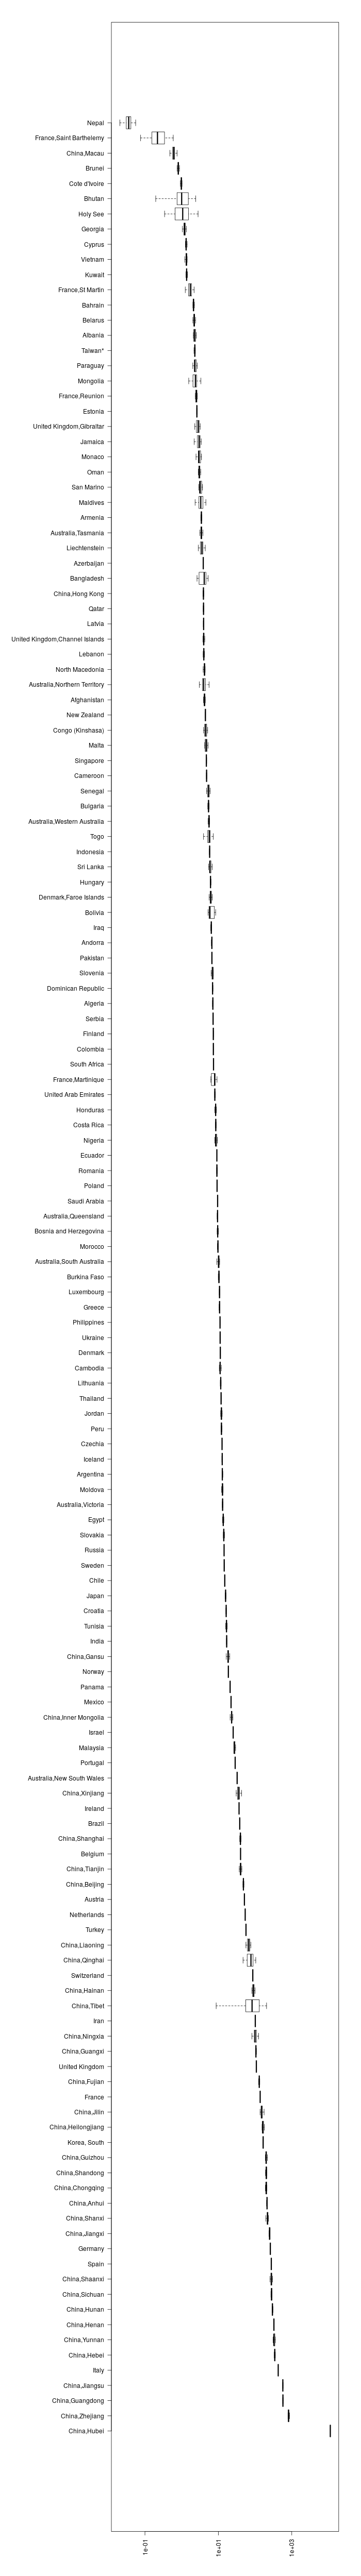 Nepal
France,Saint Barthelemy
China,Macau
Brunei
Cote d'Ivoire
Bhutan
Holy See
Georgia
Cyprus
Vietnam
Kuwait
France,St Martin
Bahrain
Belarus
Albania
Taiwan*
Paraguay
Mongolia
France,Reunion
Estonia
United Kingdom,Gibraltar
Jamaica
Monaco
Oman
San Marino
Maldives
Armenia
Australia,Tasmania
Liechtenstein
Azerbaijan
Bangladesh
China,Hong Kong
Qatar
Latvia
United Kingdom,Channel Islands
Lebanon
North Macedonia
Australia,Northern Territory
Afghanistan
New Zealand
Congo (Kinshasa)
Malta
Singapore
Cameroon
Senegal
Bulgaria
Australia,Western Australia
Togo
Indonesia
Sri Lanka
Hungary
Denmark,Faroe Islands
Bolivia
Iraq
Andorra
Pakistan
Slovenia
Dominican Republic
Algeria
Serbia
Finland
Colombia
South Africa
France,Martinique
United Arab Emirates
Honduras
Costa Rica
Nigeria
Ecuador
Romania
Poland
Saudi Arabia
Australia,Queensland
Bosnia and Herzegovina
Morocco
Australia,South Australia
Burkina Faso
Luxembourg
Greece
Philippines
Ukraine
Denmark
Cambodia
Lithuania
Thailand
Jordan
Peru
Czechia
Iceland
Argentina
Moldova
Australia,Victoria
Egypt
Slovakia
Russia
Sweden
Chile
Japan
Croatia
Tunisia
India
China,Gansu
Norway
Panama
Mexico
China,Inner Mongolia
Israel
Malaysia
Portugal
Australia,New South Wales
China,Xinjiang
Ireland
Brazil
China,Shanghai
Belgium
China,Tianjin
China,Beijing
Austria
Netherlands
Turkey
China,Liaoning
China,Qinghai
Switzerland
China,Hainan
China,Tibet
Iran
China,Ningxia
China,Guangxi
United Kingdom
China,Fujian
France
China,Jilin
China,Heilongjiang
Korea, South
China,Guizhou
China,Shandong
China,Chongqing
China,Anhui
China,Shanxi
China,Jiangxi
Germany
Spain
China,Shaanxi
China,Sichuan
China,Hunan
China,Henan
China,Yunnan
China,Hebei
Italy
China,Jiangsu
China,Guangdong
China,Zhejiang
China,Hubei
1e-01
1e+01
1e+03